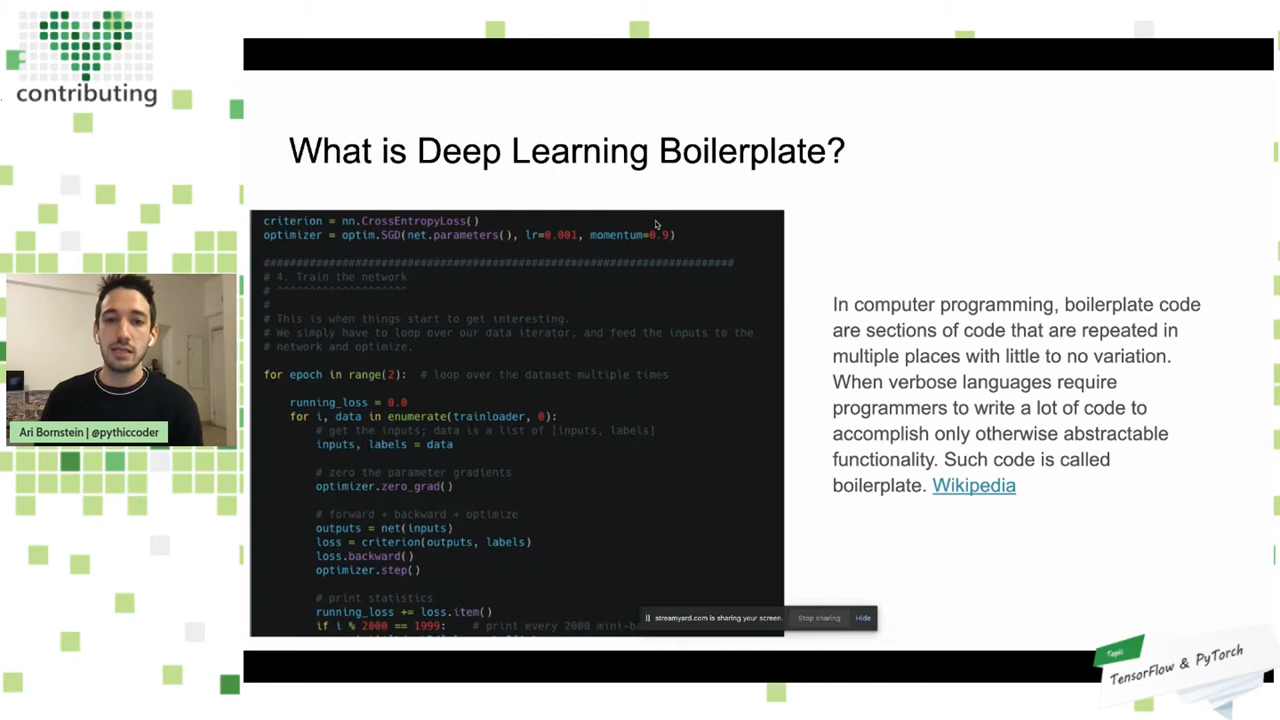 contributing
What is Deep Learning Boilerplate?
criterion = nn.CrossEntropyLoss()
optimizer = optim.SGD(net.parameters(), lr=0.001, momentum=0.9)
########################################################################
# 4. Train the network
# ^^^^^^^^^^^^^^^^^^^^
#
# This is when things start to get interesting.
# We simply have to loop over our data iterator, and feed the inputs to the
# network and optimize.
for epoch in range(2): # loop over the dataset multiple times
running_loss = 0.0
for i, data in enumerate(trainloader, 0):
# get the inputs; data is a list of [inputs, labels]
inputs, labels = data
# zero the parameter gradients
optimizer.zero_grad()
# forward + backward + optimize
outputs = net(inputs)
loss = criterion(outputs, labels)
loss.backward()
optimizer.step()
# print statistics
running_loss += loss.item()
if i % 2000 == 1999: # print every 2000 mini-
In computer programming, boilerplate code
are sections of code that are repeated in
multiple places with little to no variation.
When verbose languages require
programmers to write a lot of code to
accomplish only otherwise abstractable
functionality. Such code is called
boilerplate. Wikipedia
Ari Bornstein | @pythiccoder
streamyard.com is sharing your screen.
Stop sharing
Hide
Topic
TensorFlow & PyTorch